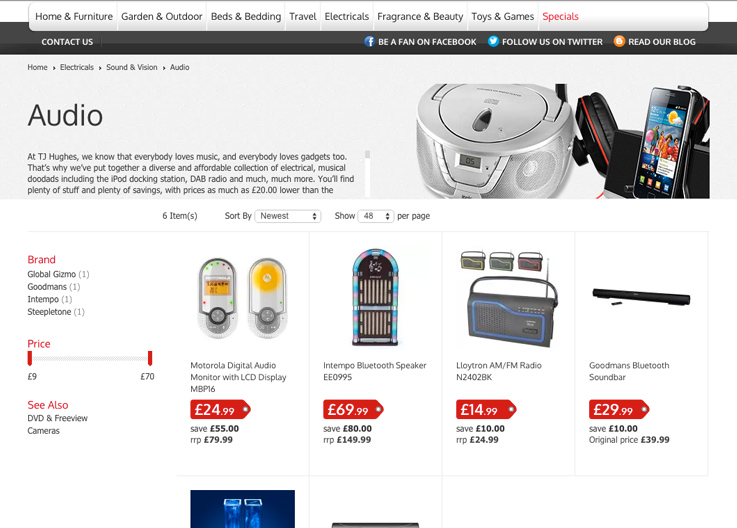 Home & Furniture Garden & Outdoor Beds & Bedding Travel Electricals Fragrance & Beauty Toys & Games Specials
CONTACT US BE A FAN ON FACEBOOK FOLLOW US ON TWITTER READ OUR BLOG
Home › Electricals › Sound & Vision › Audio
Audio
At TJ Hughes, we know that everybody loves music, and everybody loves gadgets too.
That's why we've put together a diverse and affordable collection of electrical, musical
doodads including the iPod docking station, DAB radio and much, much more. You'll find
plenty of stuff and plenty of savings, with prices as much as £20.00 lower than the
6 Item(s) Sort By Newest Show 48 per page
Brand
Global Gizmo (1)
Goodmans (1)
Intempo (1)
Steepletone (1)
Price
£9 £70
See Also
DVD & Freeview
Cameras
Motorola Digital Audio
Monitor with LCD Display
MBP16
£24.99
save £55.00
rrp £79.99
Intempo Bluetooth Speaker
EE0995
£69.99
save £80.00
rrp £149.99
Lloytron AM/FM Radio
N2402BK
£14.99
save £10.00
rrp £24.99
Goodmans Bluetooth
Soundbar
£29.99
save £10.00
Original price £39.99